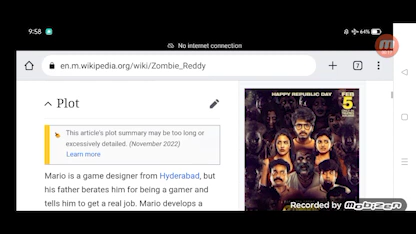 9:58
64%
No internet connection
en.m.wikipedia.org/wiki/Zombie_Reddy
7
Plot
This article's plot summary may be too long or
excessively detailed. (November 2022)
Learn more
Mario is a game designer from Hyderabad, but
his father berates him for being a gamer and
tells him to get a real job. Mario develops a
HAPPY REPUBLIC DAY
FEB
5
Recorded by mobizen